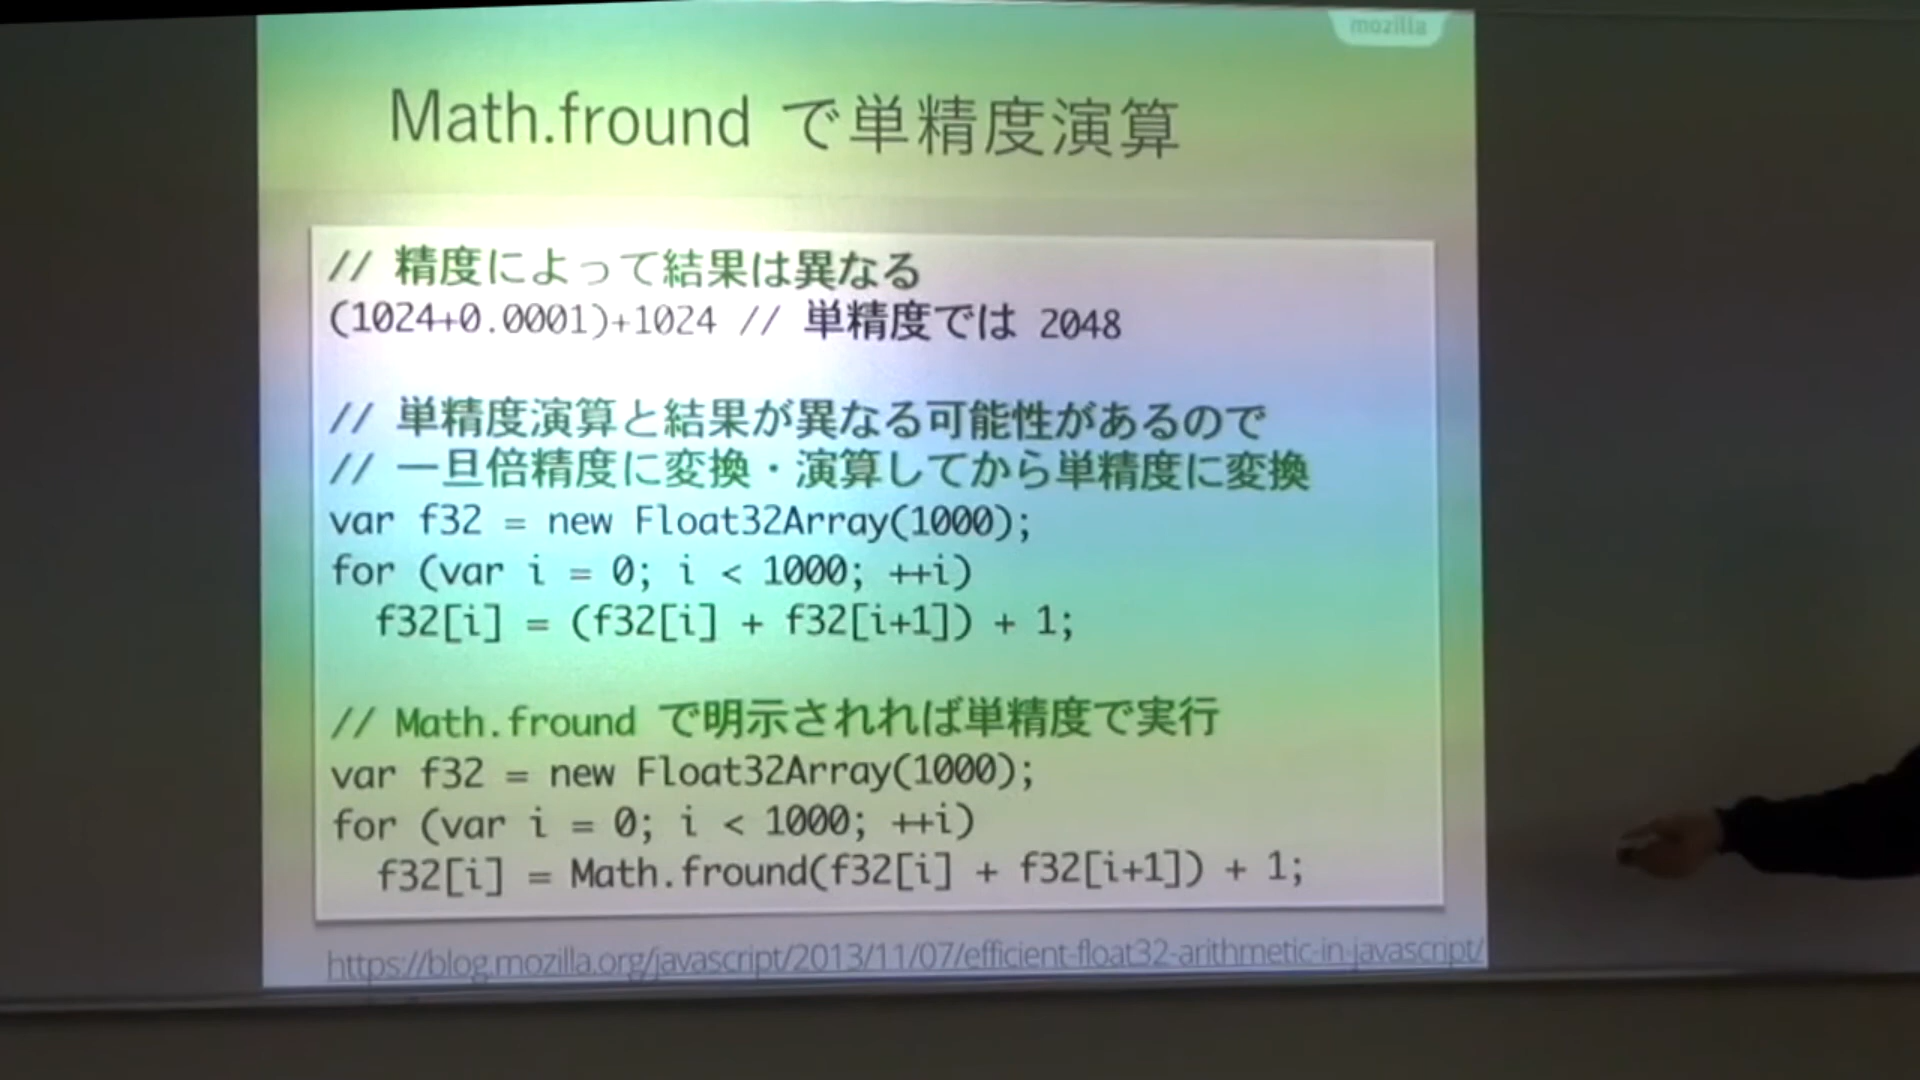 mozilla
Math.fround で単精度演算
// 精度によって結果は異なる
(1024+0.0001)+1024 // 単精度では 2048
// 単精度演算と結果が異なる可能性があるので
// 一旦倍精度に変換・演算してから単精度に変換
var f32 = new Float32Array(1000);
for (var i = 0; i < 1000; ++i)
f32[i] = (f32[i] + f32[i+1]) + 1;
// Math.fround で明示されれば単精度で実行
var f32 = new Float32Array(1000);
for (var i = 0; i < 1000; ++i)
f32[i] = Math.fround(f32[i] + f32[i+1]) + 1;
https://blog.mozilla.org/javascript/2013/11/07/efficient-float32-arithmetic-in-javascript/